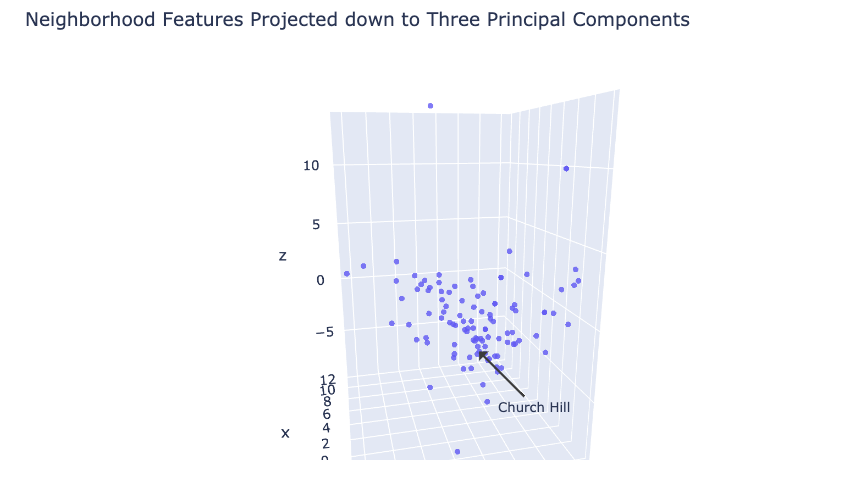 Neighborhood Features Projected down to Three Principal Components
10
5
z
0
−5
12
10
8
6
4
2
0
x
Church Hill